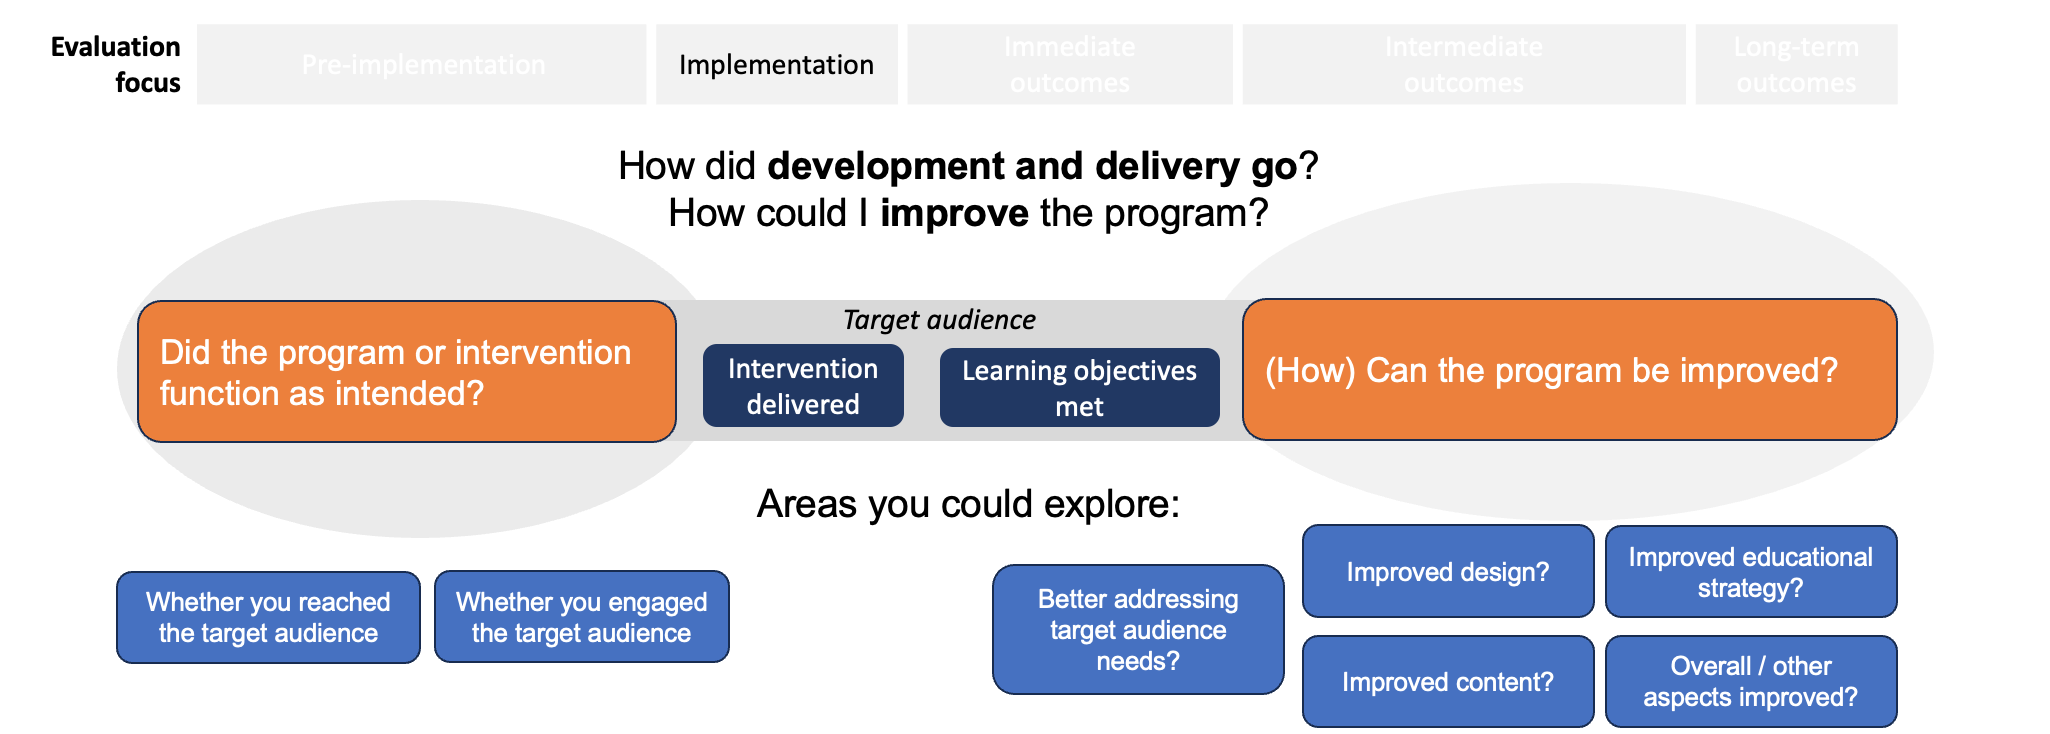 Evaluation
focus
Pre-implementation
Implementation
Immediate
outcomes
Intermediate
outcomes
Long-term
outcomes
How did development and delivery go?
How could I improve the program?
Did the program or intervention
function as intended?
Target audience
Intervention
delivered
Learning objectives
met
(How) Can the program be improved?
Areas you could explore:
Whether you reached
the target audience
Whether you engaged
the target audience
Better addressing
target audience
needs?
Improved design?
Improved educational
strategy?
Improved content?
Overall / other
aspects improved?